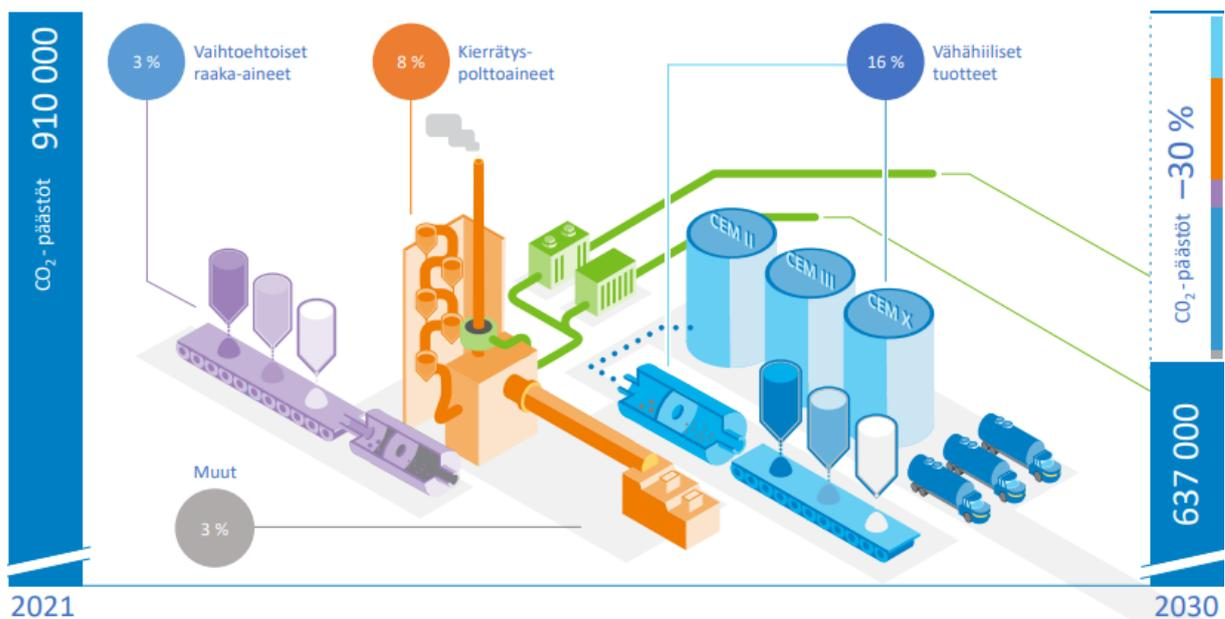 CO₂-päästöt 910 000
3 %
Vaihtoehtoiset
raaka-aineet
8 %
Kierrätys-
polttoaineet
16 %
Vähähiiliset
tuotteet
CEM II
CEM III
CEM X
Muut
3 %
CO₂-päästöt –30 %
637 000
2021
2030